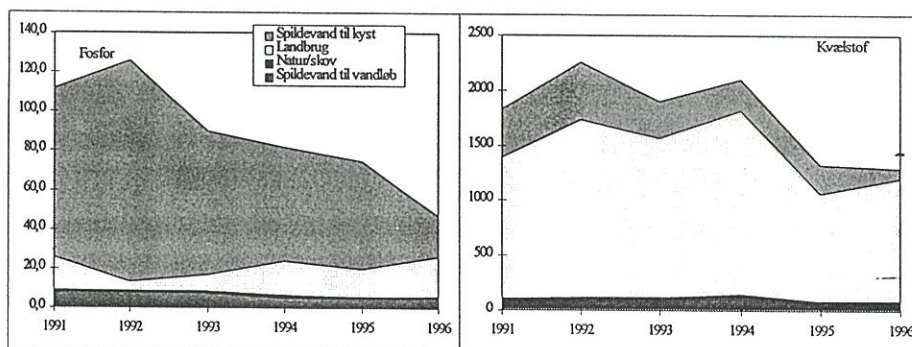 140,0
120,0
100,0
80,0
60,0
40,0
20,0
0,0
Fosfor
Spildevand til kyst
Landbrug
Natur/skov
Spildevand til vandløb
1991 1992 1993 1994 1995 1996
2500
2000
1500
1000
500
0
Kvælstof
1991 1992 1993 1994 1995 1996